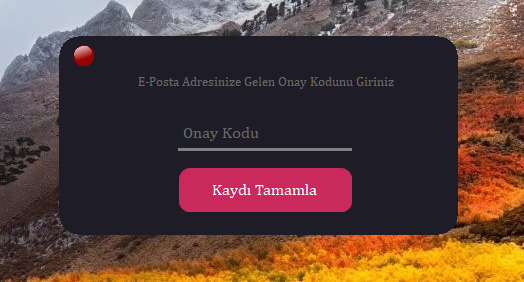 E-Posta Adresinize Gelen Onay Kodunu Giriniz
Onay Kodu
Kaydı Tamamla